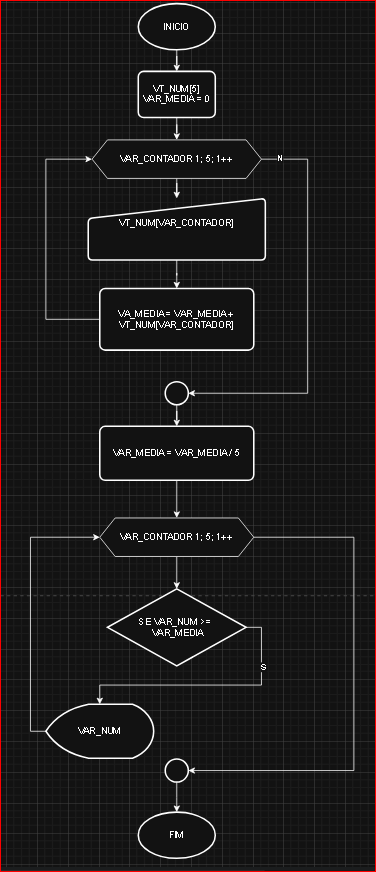 INICIO
VT_NUM[5]
VAR_MEDIA = 0
VAR_CONTADOR 1; 5; 1++
N
VT_NUM[VAR_CONTADOR]
VA_MEDIA = VAR_MEDIA +
VT_NUM[VAR_CONTADOR]
VAR_MEDIA = VAR_MEDIA / 5
VAR_CONTADOR 1; 5; 1++
SE VAR_NUM >=
VAR_MEDIA
S
VAR_NUM
FIM